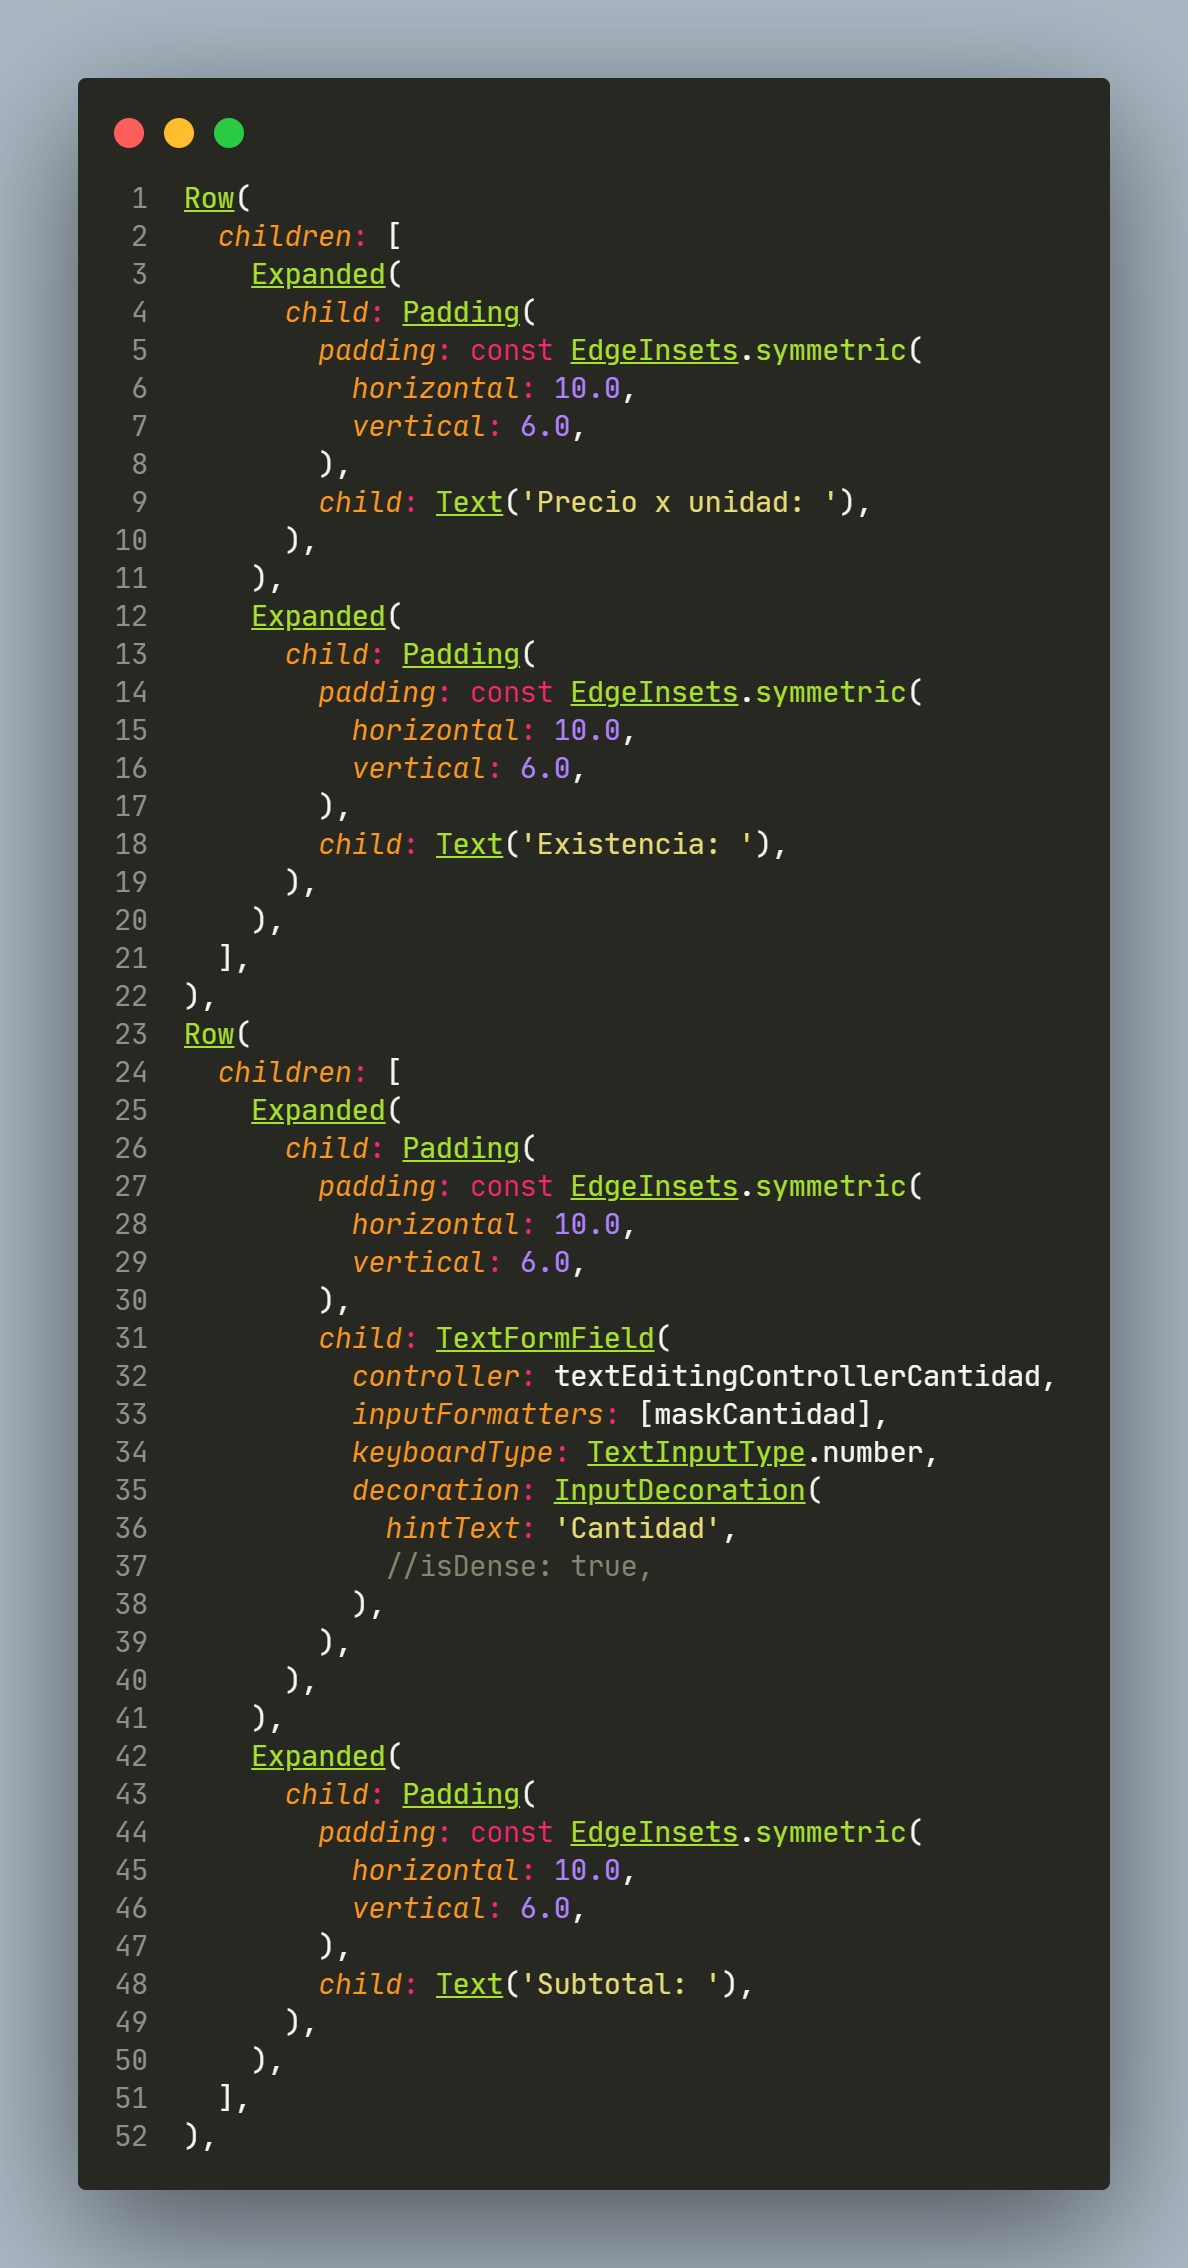 1 Row(
2   children: [
3     Expanded(
4       child: Padding(
5         padding: const EdgeInsets.symmetric(
6           horizontal: 10.0,
7           vertical: 6.0,
8         ),
9         child: Text('Precio x unidad: '),
10       ),
11     ),
12     Expanded(
13       child: Padding(
14         padding: const EdgeInsets.symmetric(
15           horizontal: 10.0,
16           vertical: 6.0,
17         ),
18         child: Text('Existencia: '),
19       ),
20     ),
21   ],
22 ),
23 Row(
24   children: [
25     Expanded(
26       child: Padding(
27         padding: const EdgeInsets.symmetric(
28           horizontal: 10.0,
29           vertical: 6.0,
30         ),
31         child: TextFormField(
32           controller: textEditingControllerCantidad,
33           inputFormatters: [maskCantidad],
34           keyboardType: TextInputType.number,
35           decoration: InputDecoration(
36             hintText: 'Cantidad',
37             //isDense: true,
38           ),
39         ),
40       ),
41     ),
42     Expanded(
43       child: Padding(
44         padding: const EdgeInsets.symmetric(
45           horizontal: 10.0,
46           vertical: 6.0,
47         ),
48         child: Text('Subtotal: '),
49       ),
50     ),
51   ],
52 ),